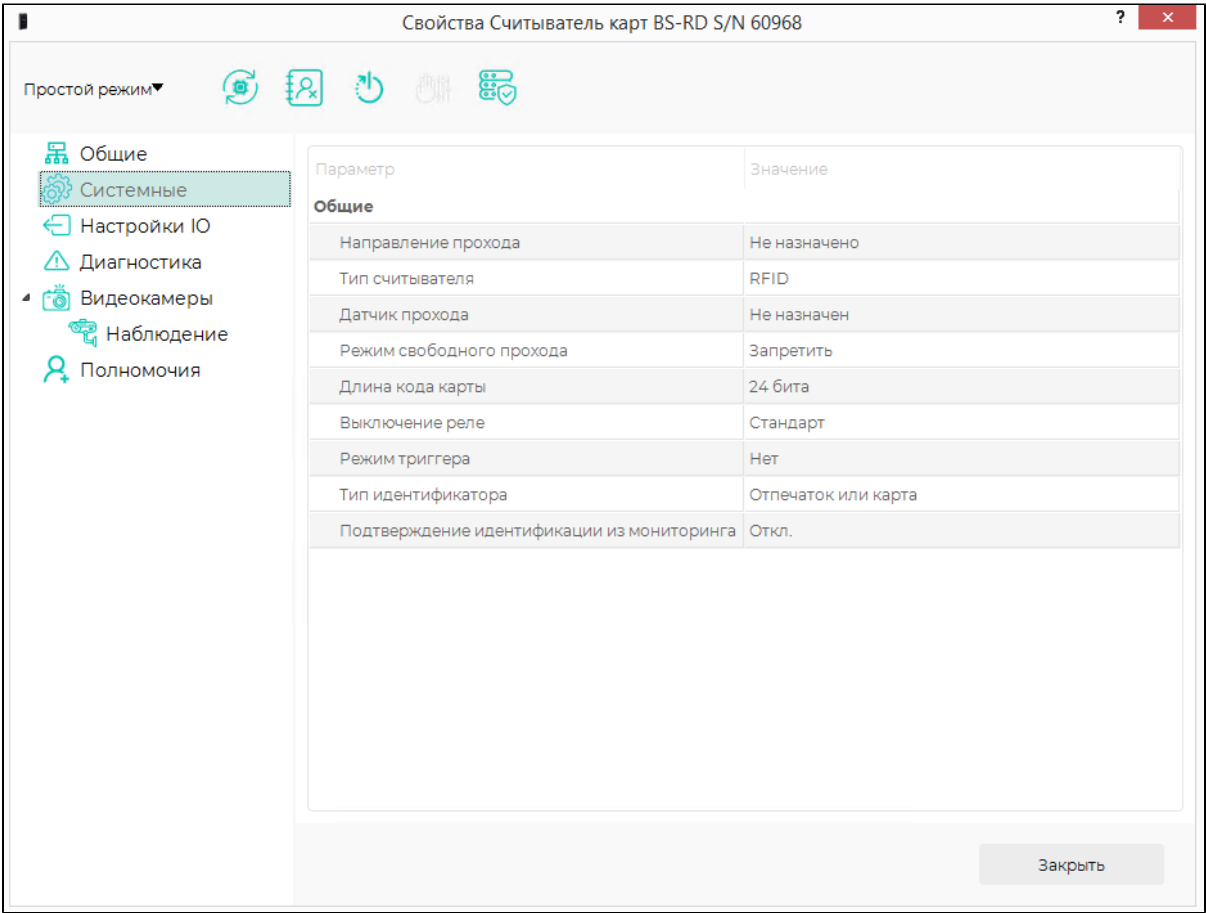 Свойства Считыватель карт BS-RD S/N 60968
?
Простой режим
Общие
Системные
Настройки IO
Диагностика
Видеокамеры
Наблюдение
Полномочия
Параметр Значение
Общие
Направление прохода Не назначено
Тип считывателя RFID
Датчик прохода Не назначен
Режим свободного прохода Запретить
Длина кода карты 24 бита
Выключение реле Стандарт
Режим триггера Нет
Тип идентификатора Отпечаток или карта
Подтверждение идентификации из мониторинга Откл.
Закрыть